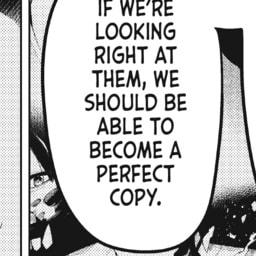 IF WE'RE
LOOKING
RIGHT AT
THEM, WE
SHOULD BE
ABLE TO
BECOME A
PERFECT
COPY.